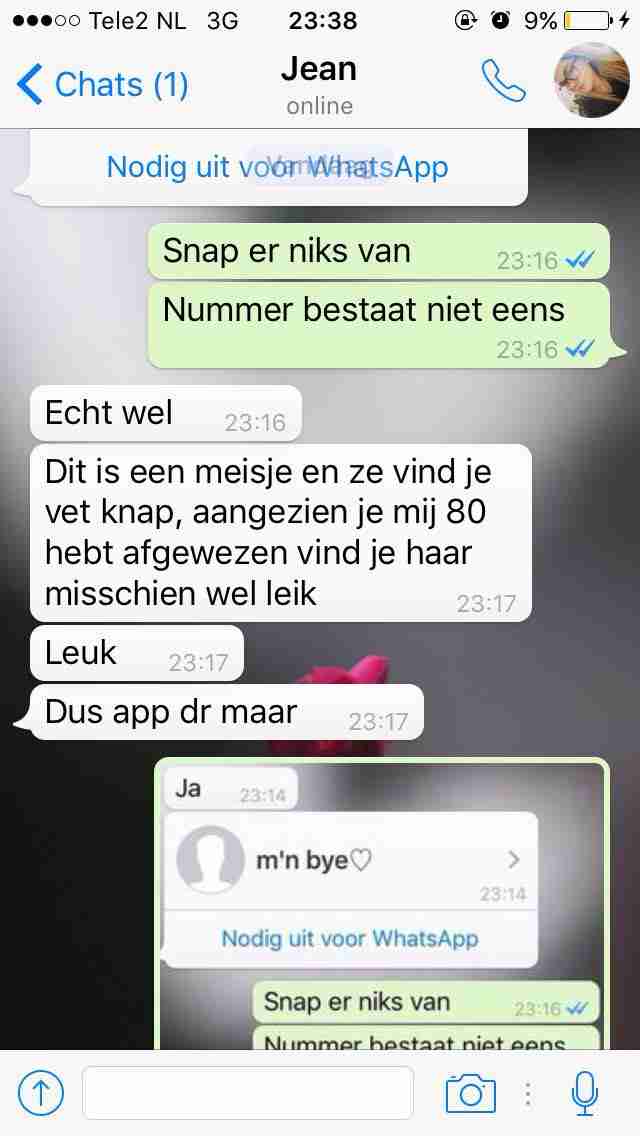 Tele2 NL 3G 23:38 9%
Chats (1)
Jean
online
Vandaag
Nodig uit voor WhatsApp
Snap er niks van 23:16
Nummer bestaat niet eens
23:16
Echt wel 23:16
Dit is een meisje en ze vind je
vet knap, aangezien je mij 80
hebt afgewezen vind je haar
misschien wel leik 23:17
Leuk 23:17
Dus app dr maar 23:17
Ja 23:14
m'n bye♡
23:14
Nodig uit voor WhatsApp
Snap er niks van 23:16
Nummer bestaat niet eens